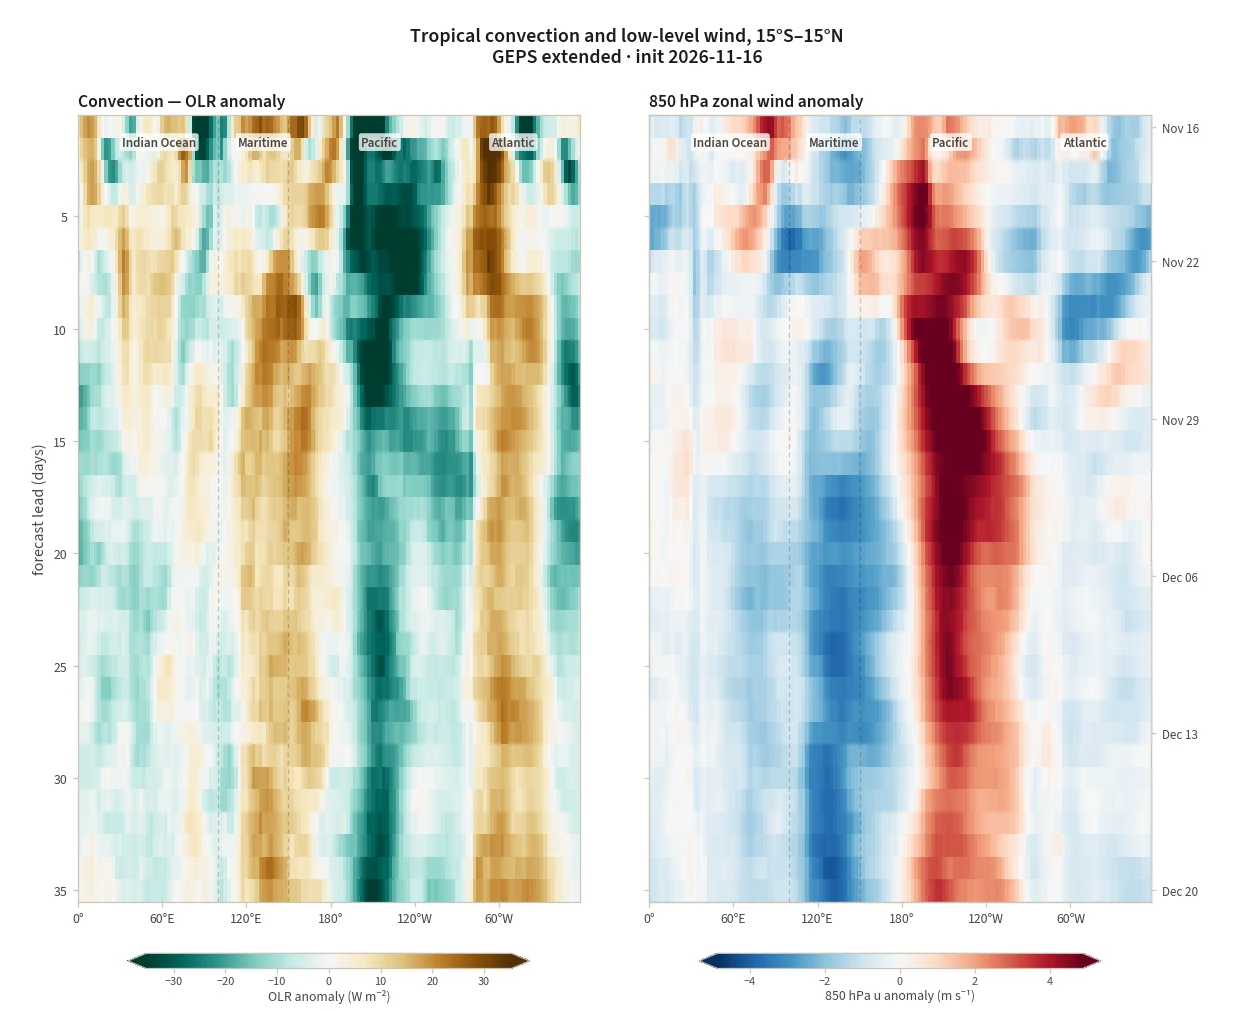 Tropical convection and low-level wind, 15°S–15°N
GEPS extended · init 2026-11-16
Convection — OLR anomaly
850 hPa zonal wind anomaly
Indian Ocean
Maritime
Pacific
Atlantic
Indian Ocean
Maritime
Pacific
Atlantic
forecast lead (days)
5
10
15
20
25
30
35
Nov 16
Nov 22
Nov 29
Dec 06
Dec 13
Dec 20
0°
60°E
120°E
180°
120°W
60°W
0°
60°E
120°E
180°
120°W
60°W
−30
−20
−10
0
10
20
30
OLR anomaly (W m⁻²)
−4
−2
0
2
4
850 hPa u anomaly (m s⁻¹)